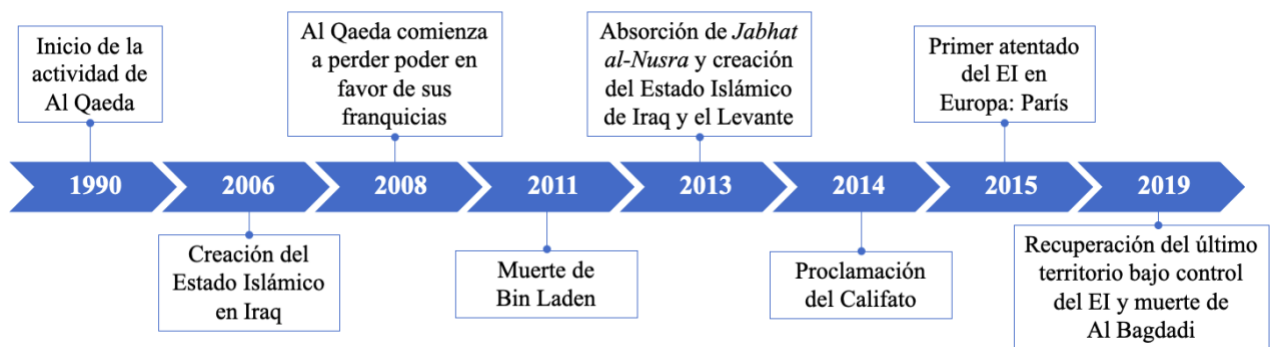 Inicio de la
actividad de
Al Qaeda
Al Qaeda comienza
a perder poder en
favor de sus
franquicias
Absorción de Jabhat
al-Nusra y creación
del Estado Islámico
de Iraq y el Levante
Primer atentado
del EI en
Europa: París
1990
2006
2008
2011
2013
2014
2015
2019
Creación del
Estado Islámico
en Iraq
Muerte de
Bin Laden
Proclamación
del Califato
Recuperación del último
territorio bajo control
del EI y muerte de
Al Bagdadi